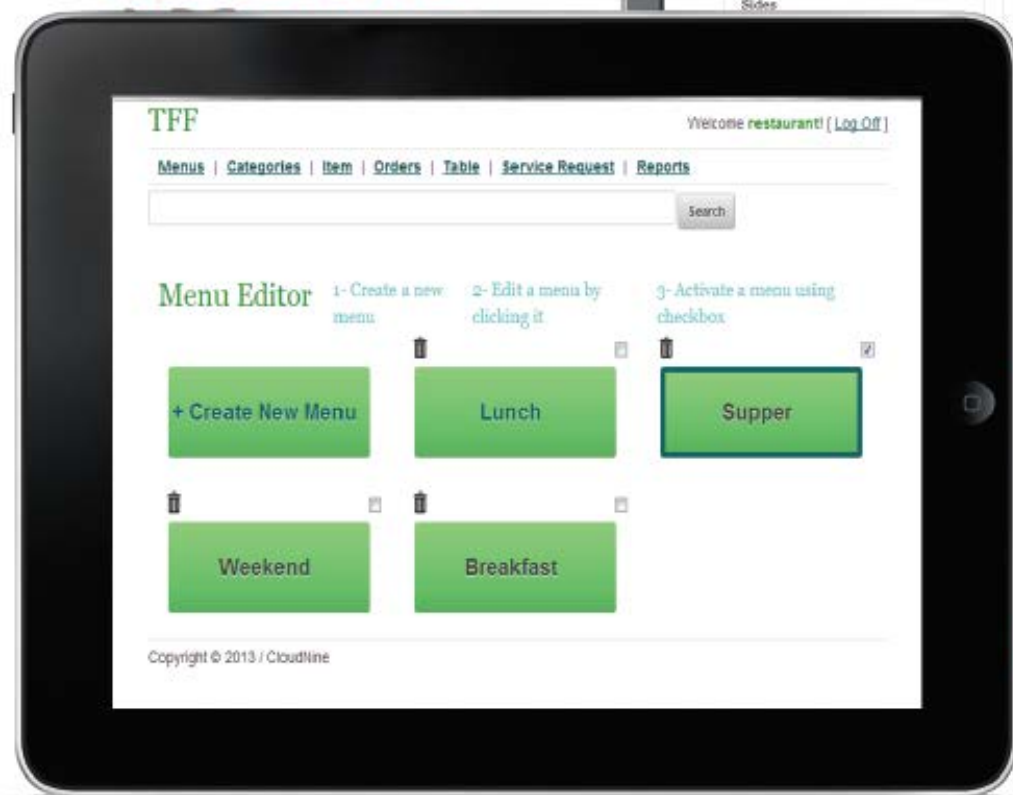 Sides
TFF
Welcome restaurant! [ Log Off ]
Menus | Categories | Item | Orders | Table | Service Request | Reports
Search
Menu Editor
1- Create a new
menu
2- Edit a menu by
clicking it
3- Activate a menu using
checkbox
+ Create New Menu
Lunch
Supper
Weekend
Breakfast
Copyright © 2013 / CloudNine